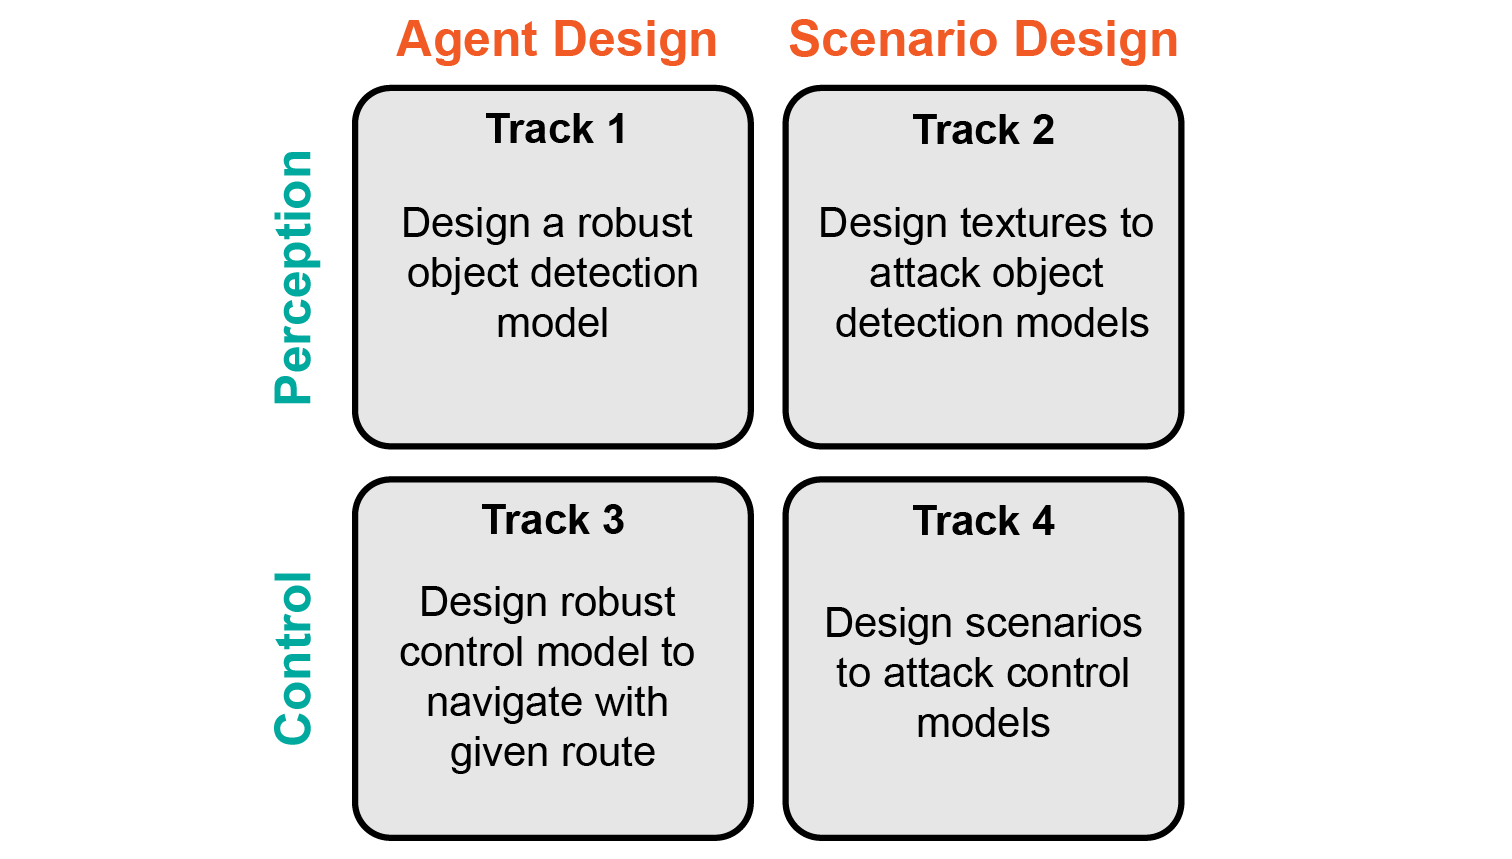 Agent Design
Scenario Design
Perception
Track 1
Design a robust
object detection
model
Track 2
Design textures to
attack object
detection models
Control
Track 3
Design robust
control model to
navigate with
given route
Track 4
Design scenarios
to attack control
models